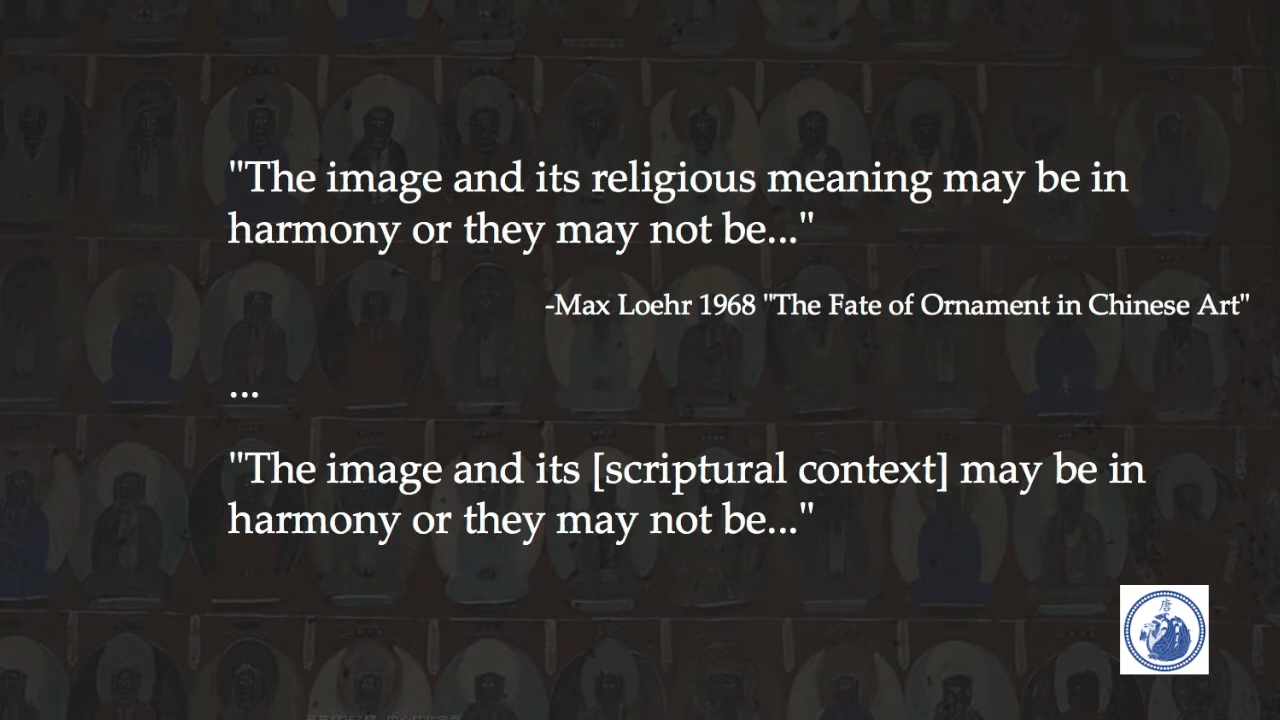 "The image and its religious meaning may be in
harmony or they may not be..."
-Max Loehr 1968 "The Fate of Ornament in Chinese Art"
...
"The image and its [scriptural context] may be in
harmony or they may not be..."
唐